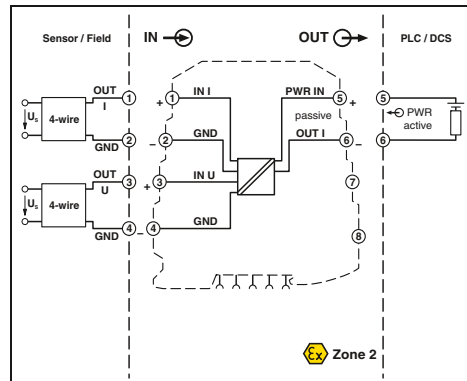 Sensor / Field
IN
OUT
PLC / DCS
OUT
I
1
1
+
IN I
PWR IN
5
+
5
Us
4-wire
passive
PWR
active
GND
2
–
2
GND
OUT I
6
–
6
OUT
U
3
+
3
IN U
7
Us
4-wire
GND
4
–
4
GND
8
Ex
Zone 2